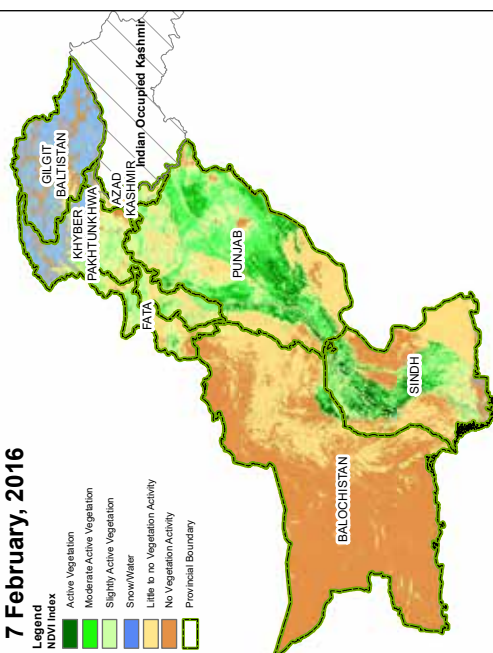 7 February, 2016
Legend
NDVI Index
Active Vegetation
Moderate Active Vegetation
Slightly Active Vegetation
Snow/Water
Little to no Vegetation Activity
No Vegetation Activity
Provincial Boundary
GILGIT
BALTISTAN
KHYBER
PAKHTUNKHWA
AZAD
KASHMIR
Indian Occupied Kashmir
FATA
PUNJAB
BALOCHISTAN
SINDH